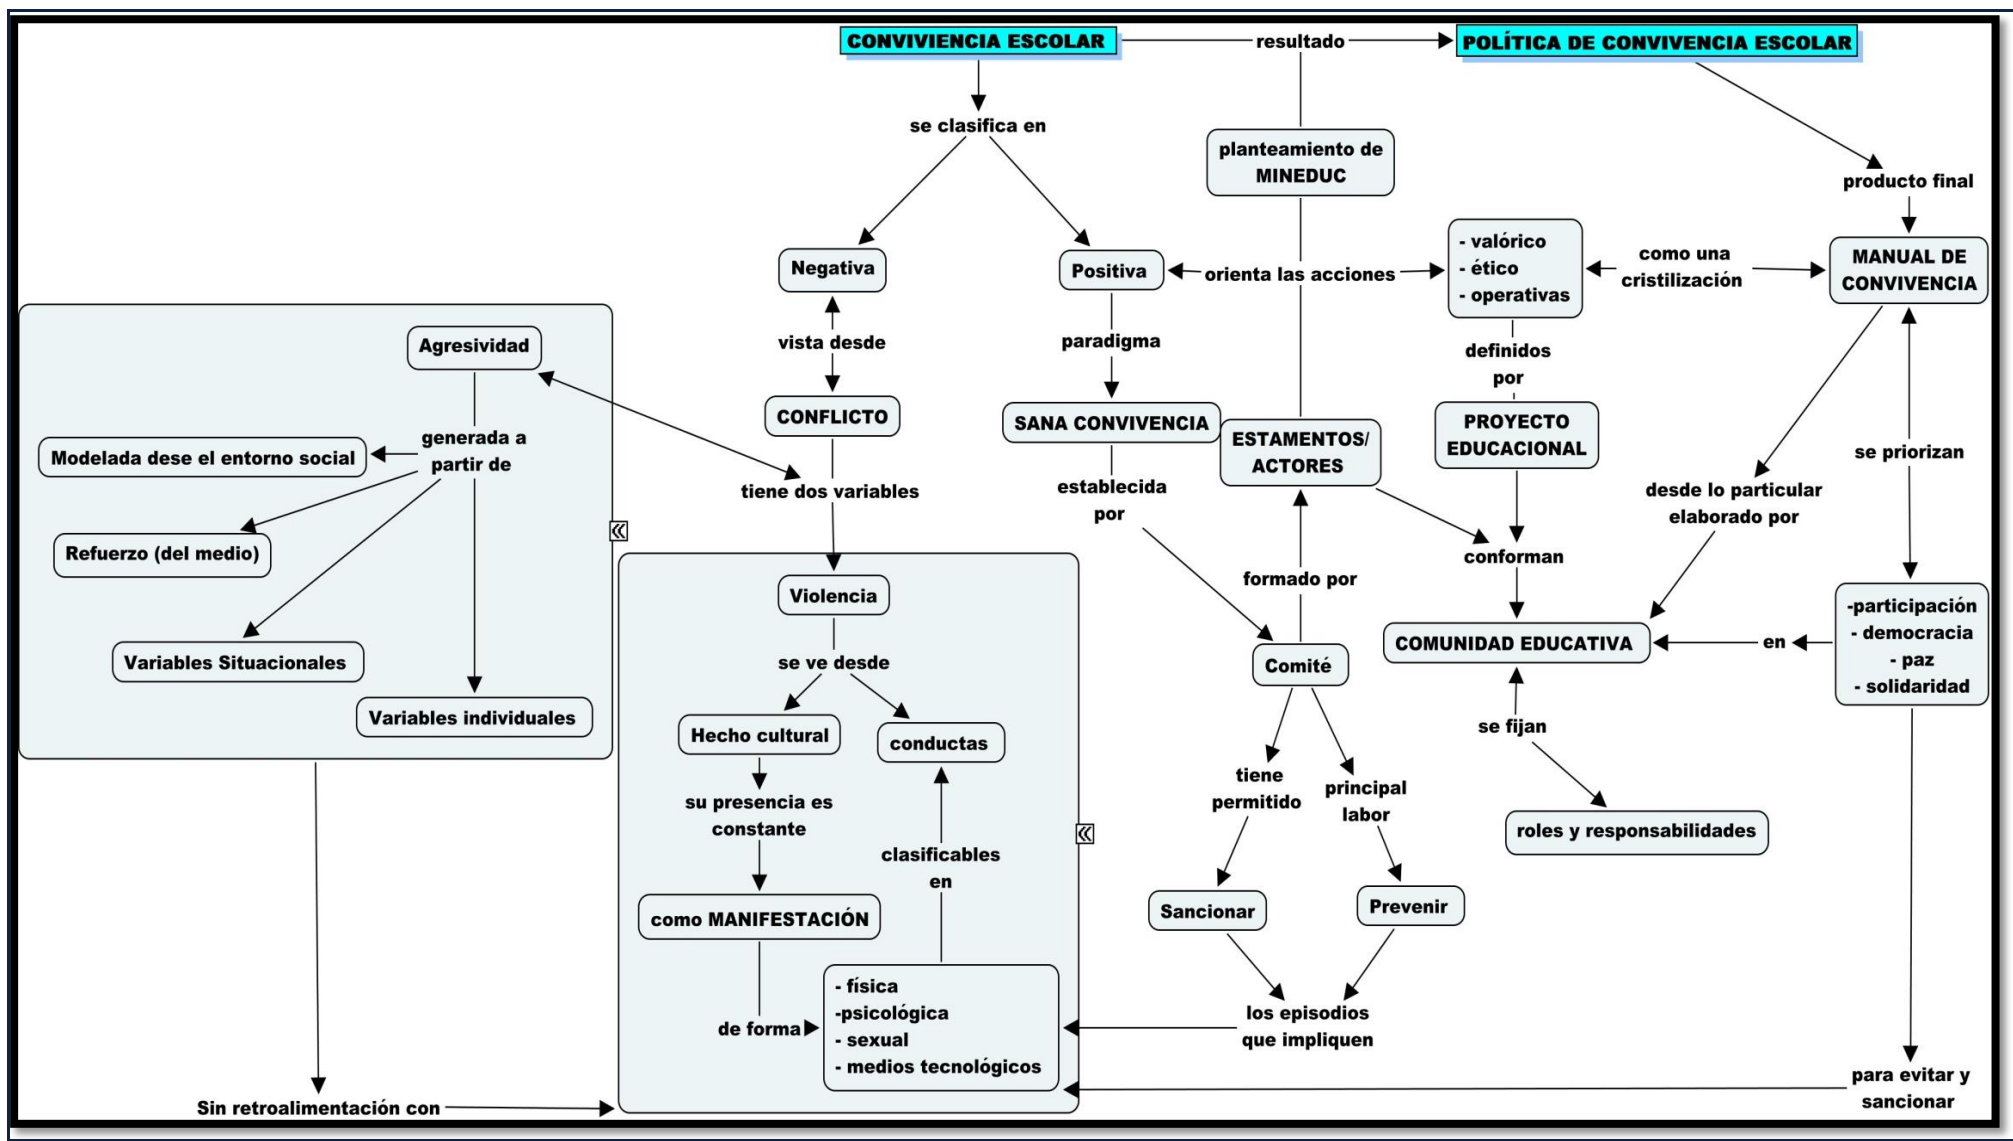 CONVIVIENCIA ESCOLAR
resultado
POLÍTICA DE CONVIVENCIA ESCOLAR
se clasifica en
planteamiento de
MINEDUC
producto final
Negativa
Positiva
orienta las acciones
- valórico
- ético
- operativas
como una
cristilización
MANUAL DE
CONVIVENCIA
Agresividad
vista desde
paradigma
definidos
por
CONFLICTO
SANA CONVIVENCIA
ESTAMENTOS/
ACTORES
PROYECTO
EDUCACIONAL
generada a
partir de
Modelada dese el entorno social
tiene dos variables
establecida
por
se priorizan
desde lo particular
elaborado por
Refuerzo (del medio)
conforman
Violencia
formado por
-participación
- democracia
- paz
- solidaridad
en
COMUNIDAD EDUCATIVA
Variables Situacionales
se ve desde
Comité
Variables individuales
Hecho cultural
conductas
se fijan
su presencia es
constante
tiene
permitido
principal
labor
roles y responsabilidades
clasificables
en
como MANIFESTACIÓN
Sancionar
Prevenir
- física
-psicológica
- sexual
- medios tecnológicos
de forma
los episodios
que impliquen
para evitar y
sancionar
Sin retroalimentación con